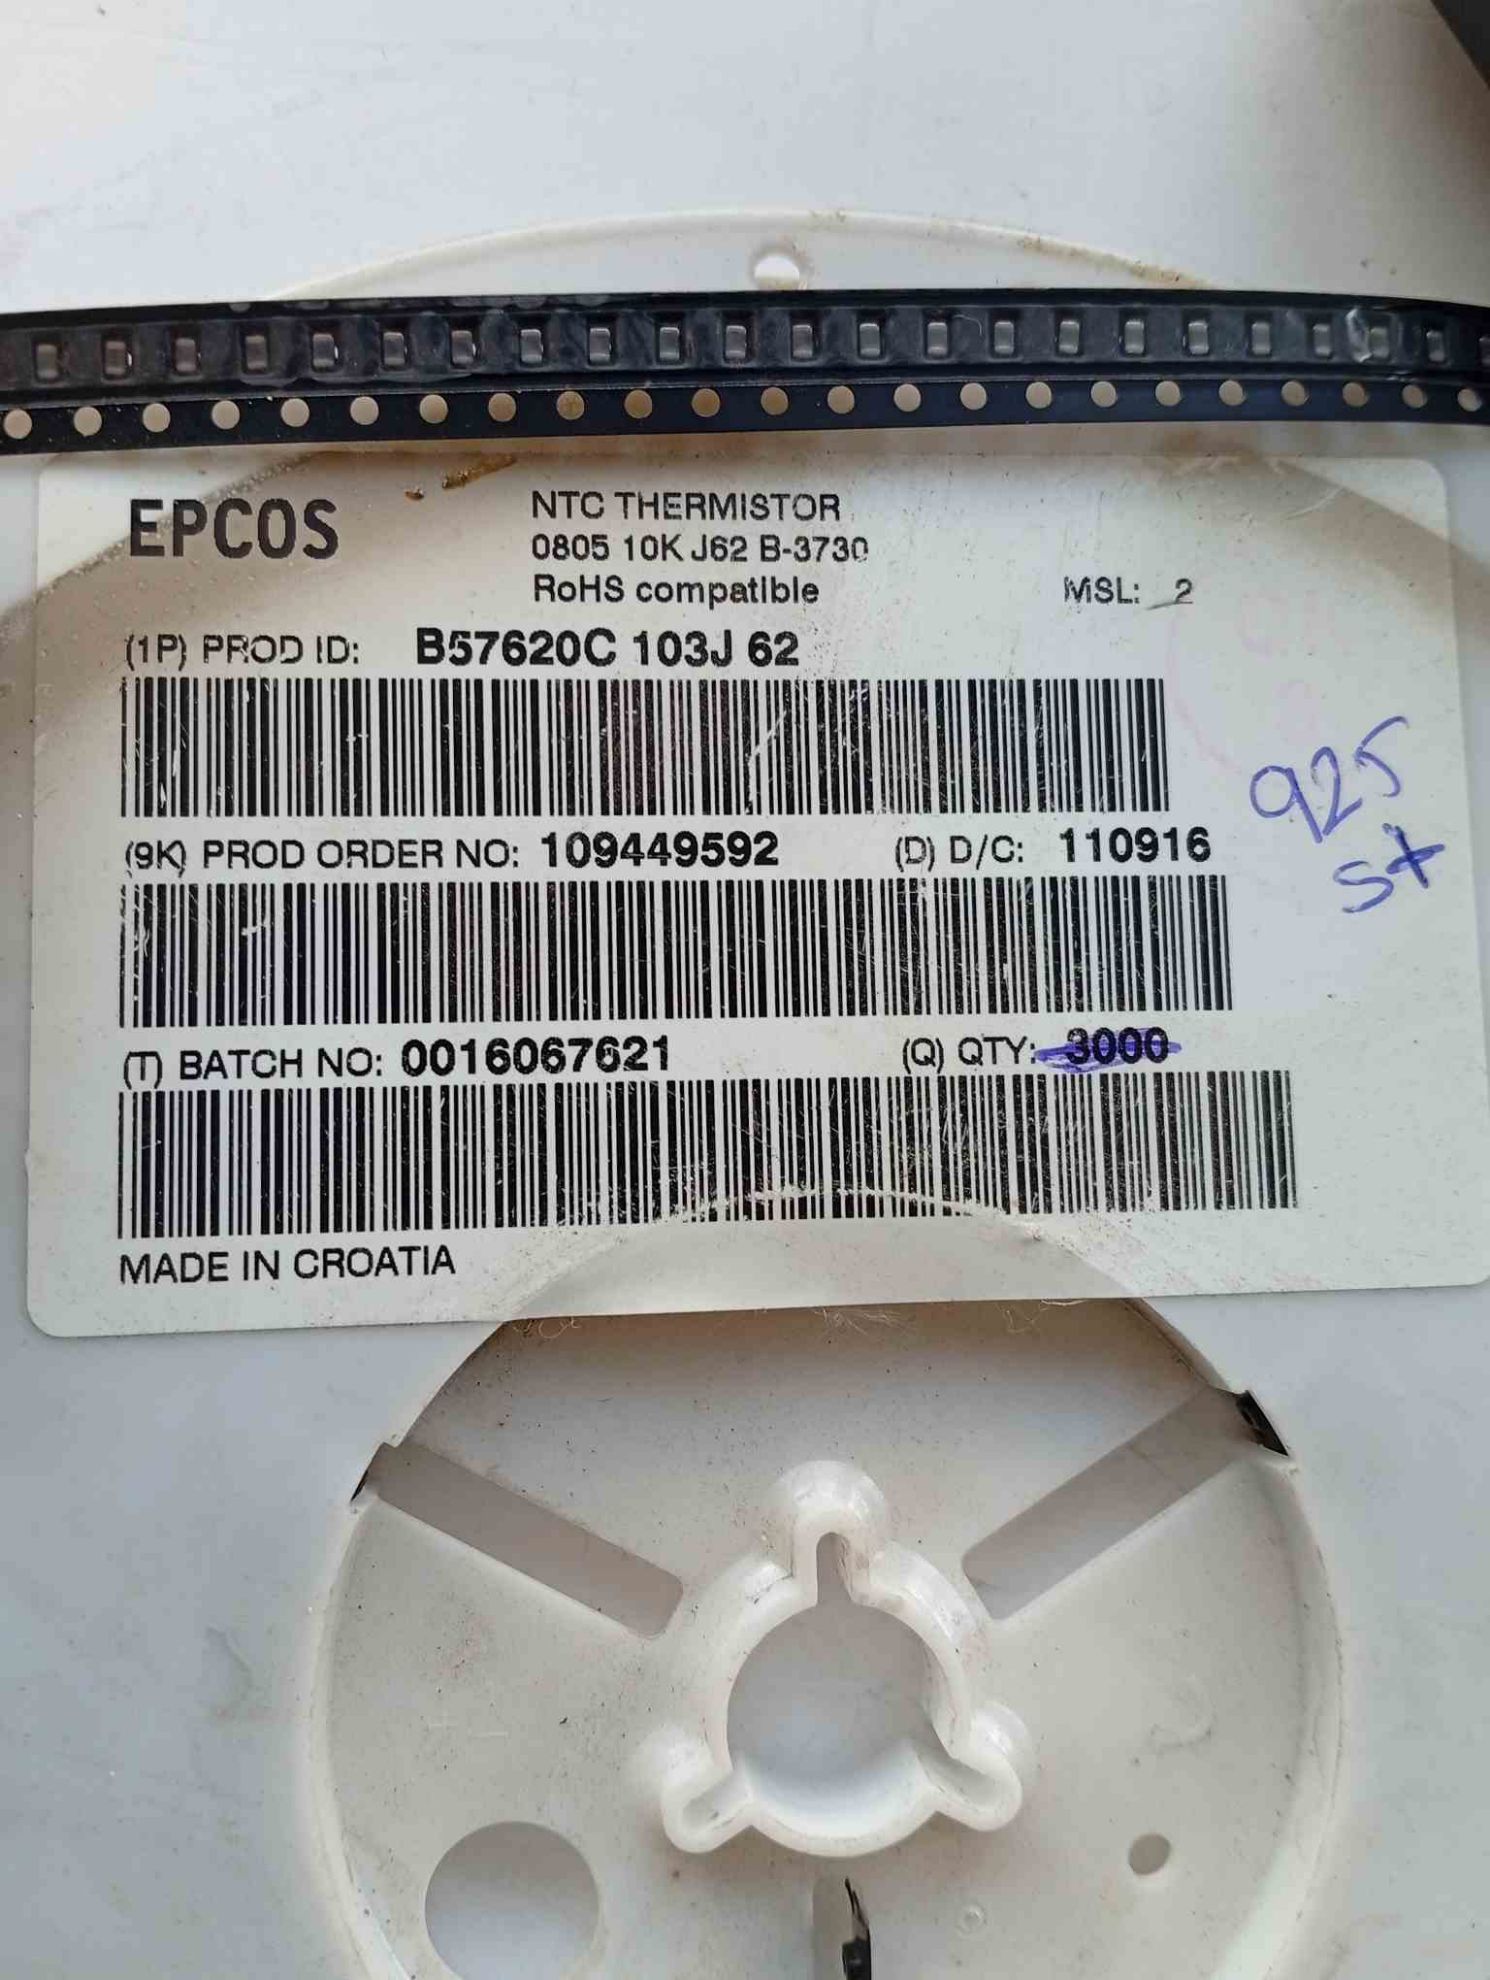 EPCOS
NTC THERMISTOR
0805 10K J62 B-3730
RoHS compatible
MSL: 2
(1P) PROD ID: B57620C 103J 62
925
st
(9K) PROD ORDER NO: 109449592 (D) D/C: 110916
(T) BATCH NO: 0016067621 (Q) QTY: 3000
MADE IN CROATIA